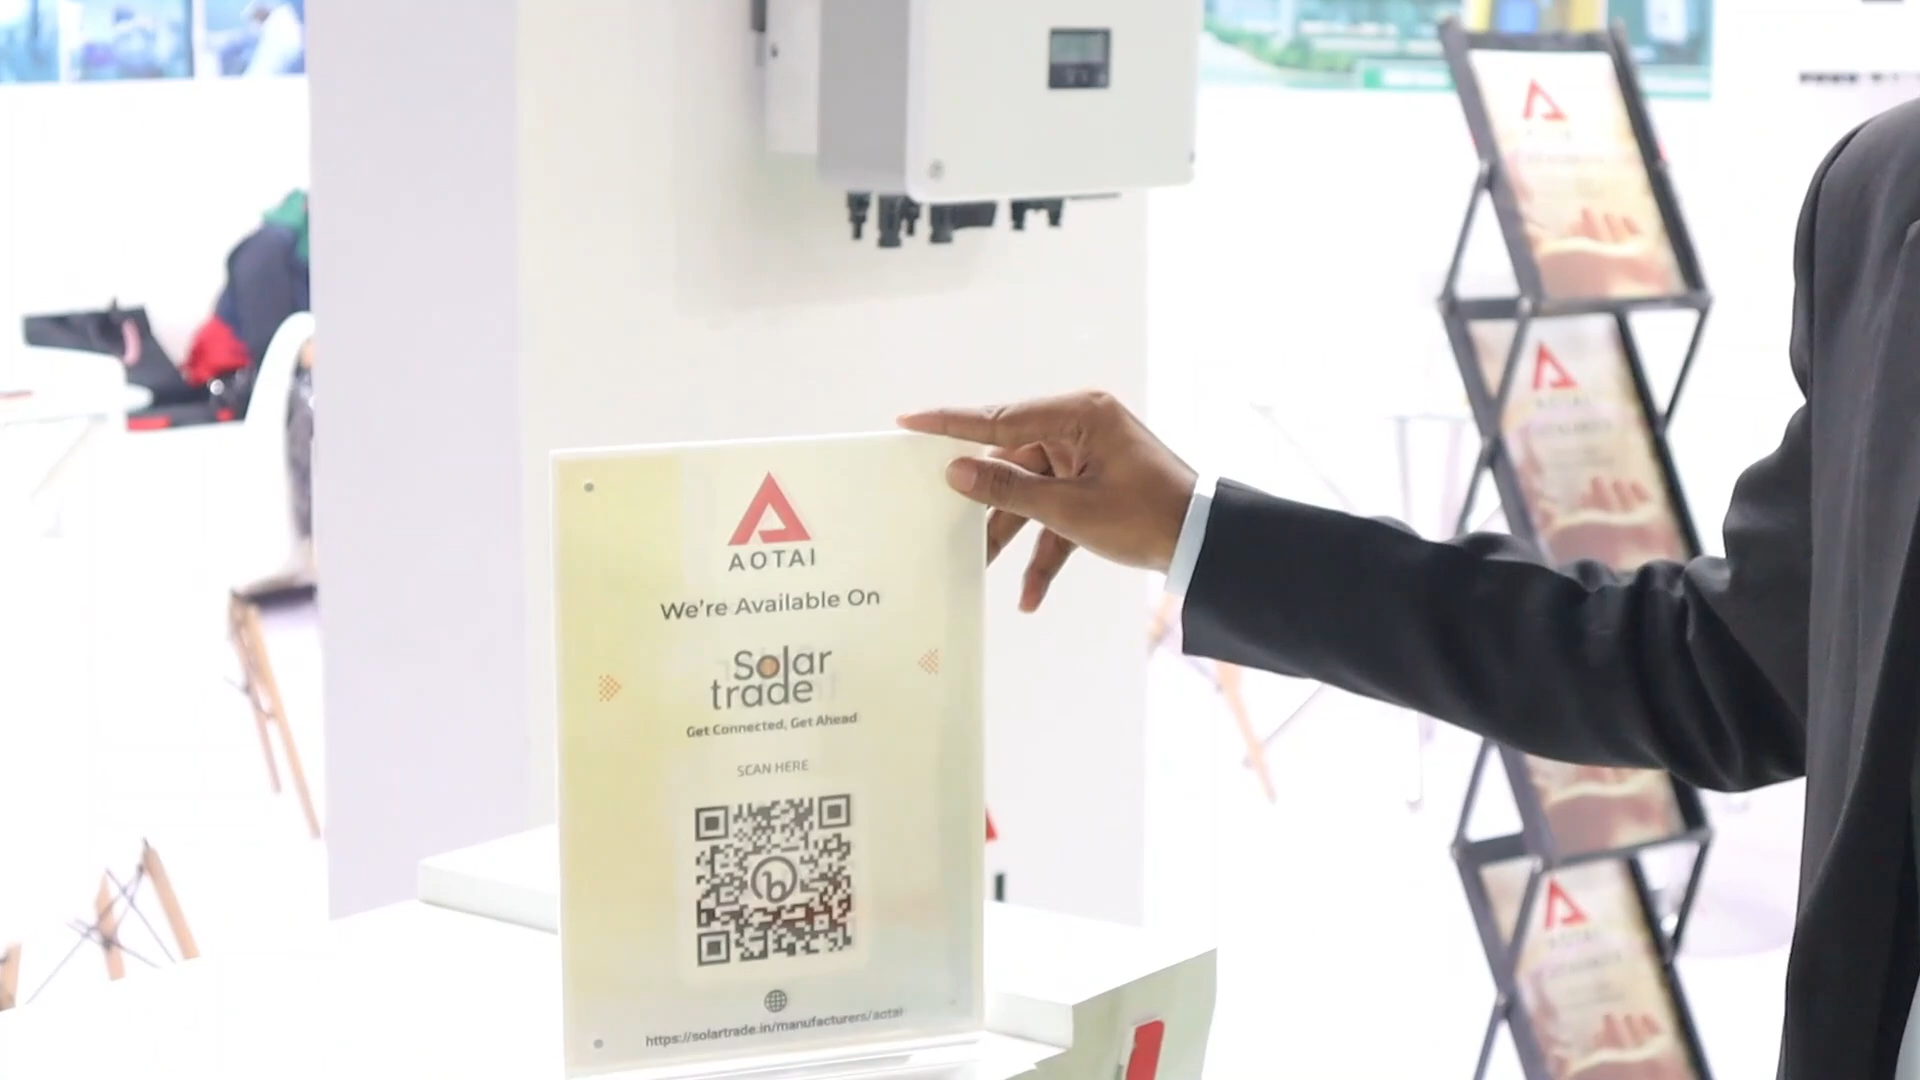 AOTAI
We're Available On
Solar
trade
Get Connected, Get Ahead
SCAN HERE
https://solartrade.in/manufacturers/aotai